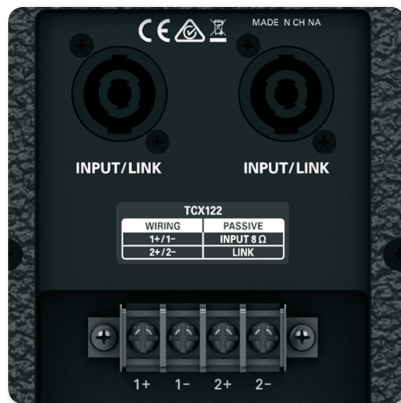 CE
MADE N CH NA
INPUT/LINK INPUT/LINK
TCX122
WIRING PASSIVE
1+/1- INPUT 8 Ω
2+/2- LINK
1+ 1- 2+ 2-